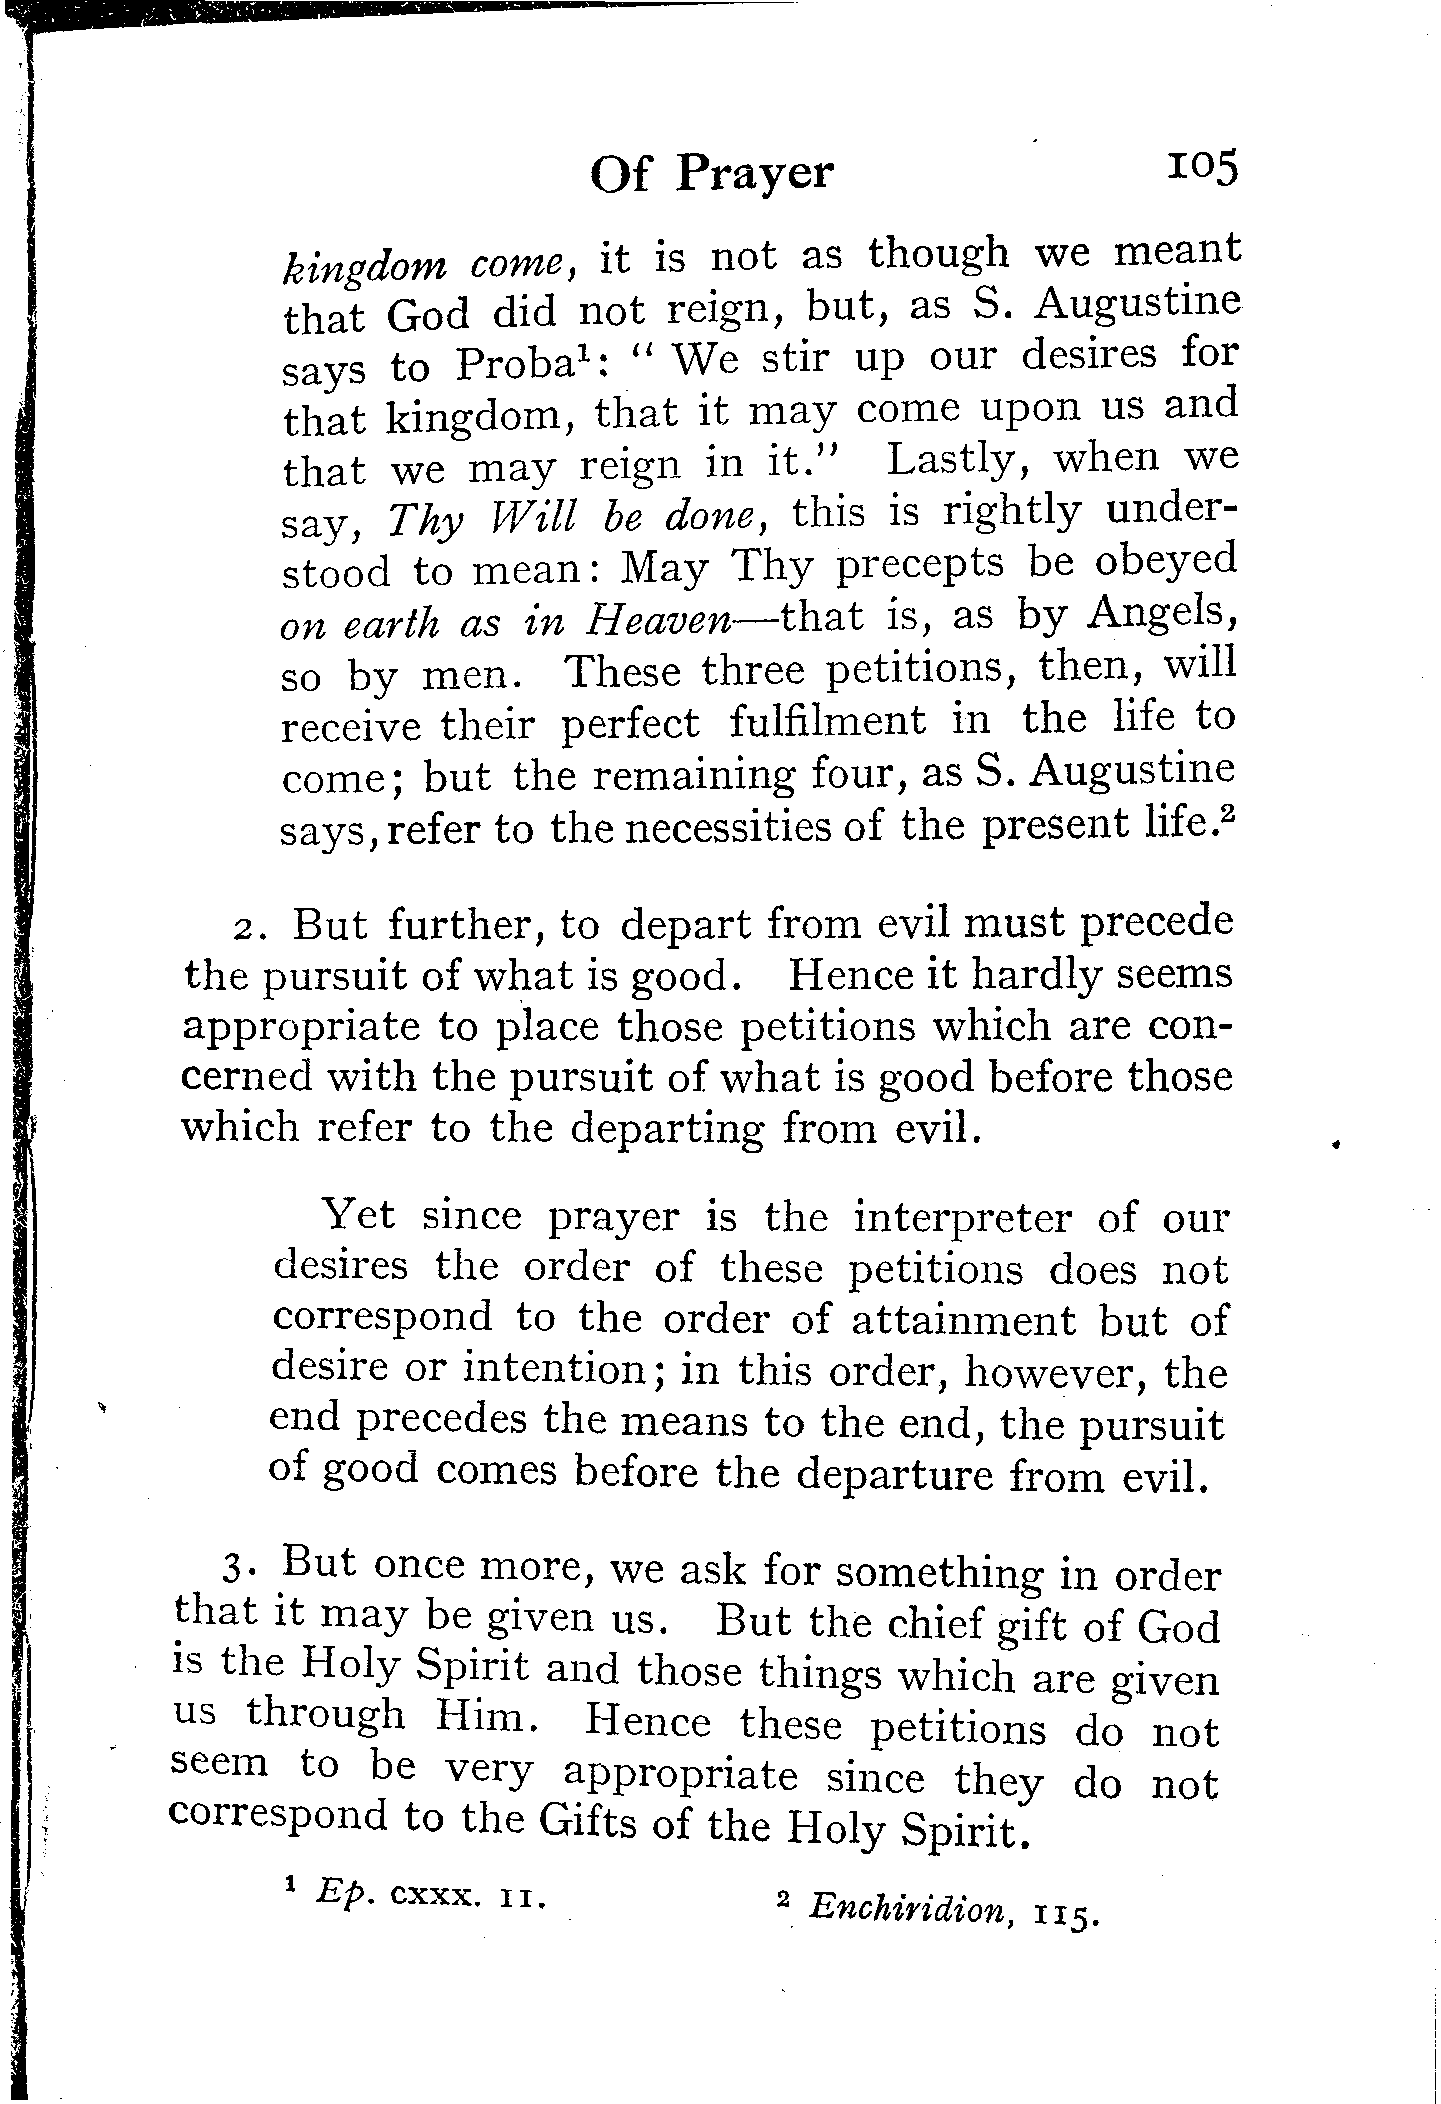 Of Prayer 105
kingdom come, it is not as though we meant
that God did not reign, but, as S. Augustine
says to Proba¹: “ We stir up our desires for
that kingdom, that it may come upon us and
that we may reign in it.” Lastly, when we
say, Thy Will be done, this is rightly under-
stood to mean: May Thy precepts be obeyed
on earth as in Heaven—that is, as by Angels,
so by men. These three petitions, then, will
receive their perfect fulfilment in the life to
come; but the remaining four, as S. Augustine
says, refer to the necessities of the present life.²
2. But further, to depart from evil must precede
the pursuit of what is good. Hence it hardly seems
appropriate to place those petitions which are con-
cerned with the pursuit of what is good before those
which refer to the departing from evil.
Yet since prayer is the interpreter of our
desires the order of these petitions does not
correspond to the order of attainment but of
desire or intention; in this order, however, the
end precedes the means to the end, the pursuit
of good comes before the departure from evil.
3. But once more, we ask for something in order
that it may be given us. But the chief gift of God
is the Holy Spirit and those things which are given
us through Him. Hence these petitions do not
seem to be very appropriate since they do not
correspond to the Gifts of the Holy Spirit.
¹ Ep. cxxx. 11. ² Enchiridion, 115.